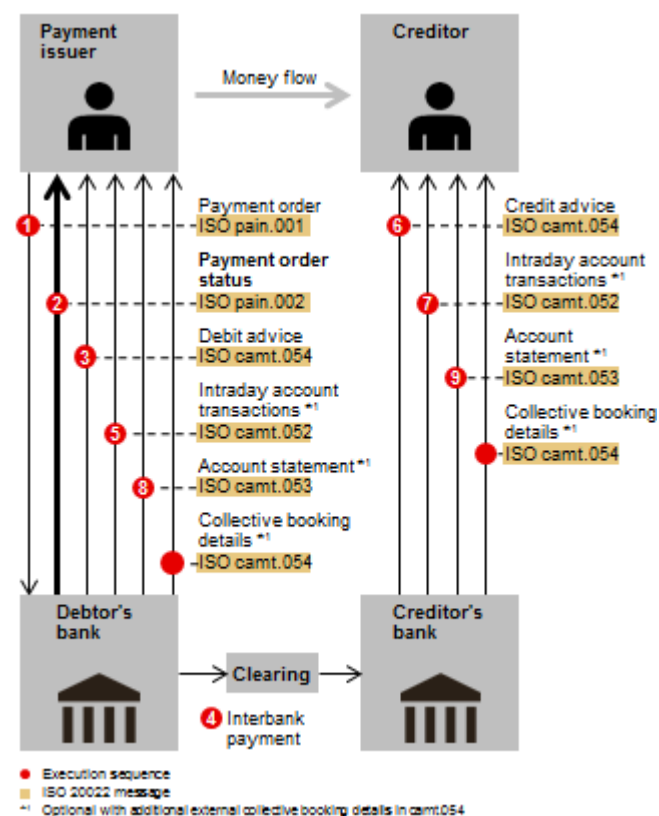 Payment
issuer
Creditor
Money flow
1
Payment order
ISO pain.001
2
Payment order
status
ISO pain.002
3
Debit advice
ISO camt.054
5
Intraday account
transactions *1
ISO camt.052
8
Account statement *1
ISO camt.053
Collective booking
details *1
ISO camt.054
6
Credit advice
ISO camt.054
7
Intraday account
transactions *1
ISO camt.052
9
Account
statement *1
ISO camt.053
Collective booking
details *1
ISO camt.054
Debtor's
bank
Clearing
Creditor's
bank
4 Interbank
payment
Execution sequence
ISO 20022 message
*1 Optional with additional external collective booking details in camt.054